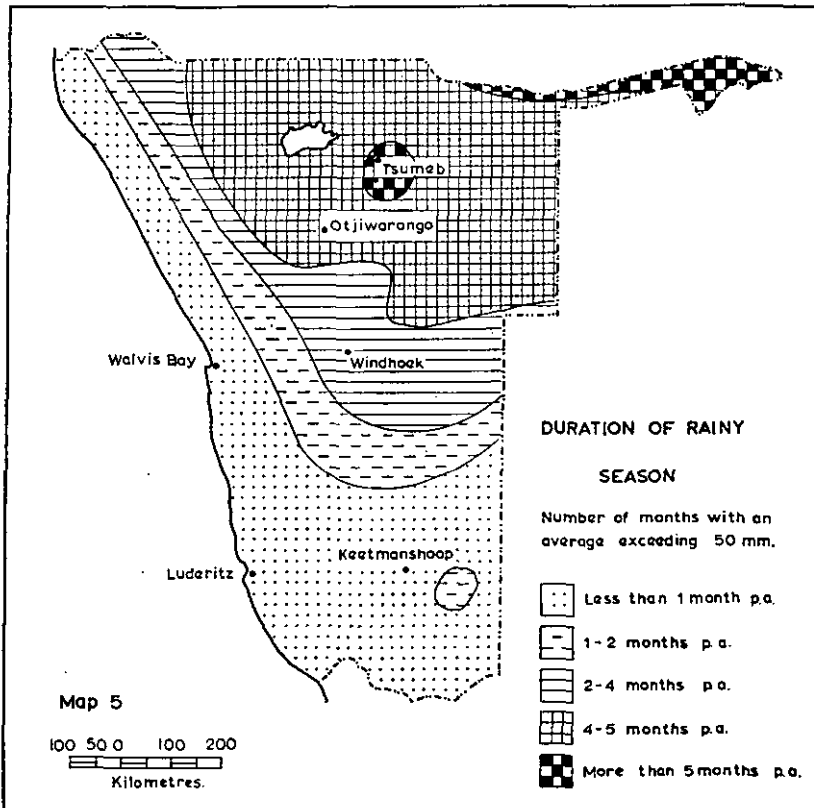 Tsumeb
Otjiwarango
Walvis Bay
Windhoek
DURATION OF RAINY
SEASON
Number of months with an
average exceeding 50 mm.
Keetmanshoop
Luderitz
Less than 1 month p.a.
1-2 months p.a.
2-4 months p.a.
4-5 months p.a.
More than 5 months p.a.
Map 5
100 50 0 100 200
Kilometres.